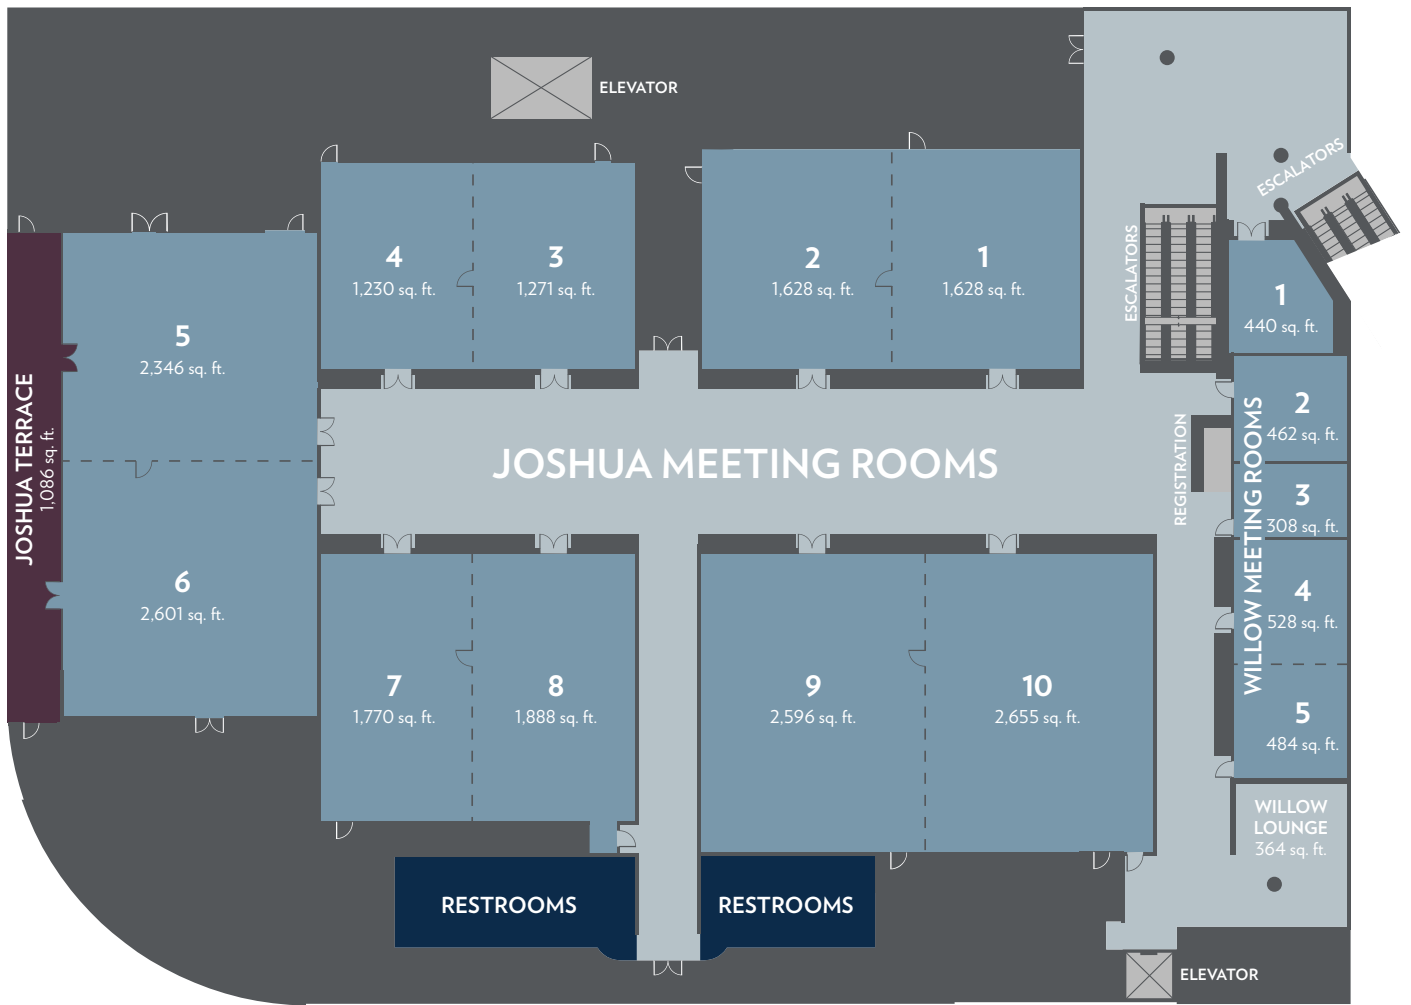 ELEVATOR
ESCALATORS
ESCALATORS
4
1,230 sq. ft.
3
1,271 sq. ft.
2
1,628 sq. ft.
1
1,628 sq. ft.
1
440 sq. ft.
5
2,346 sq. ft.
JOSHUA TERRACE
1,086 sq. ft.
JOSHUA MEETING ROOMS
REGISTRATION
WILLOW MEETING ROOMS
2
462 sq. ft.
3
308 sq. ft.
4
528 sq. ft.
5
484 sq. ft.
6
2,601 sq. ft.
7
1,770 sq. ft.
8
1,888 sq. ft.
9
2,596 sq. ft.
10
2,655 sq. ft.
WILLOW
LOUNGE
364 sq. ft.
RESTROOMS
RESTROOMS
ELEVATOR